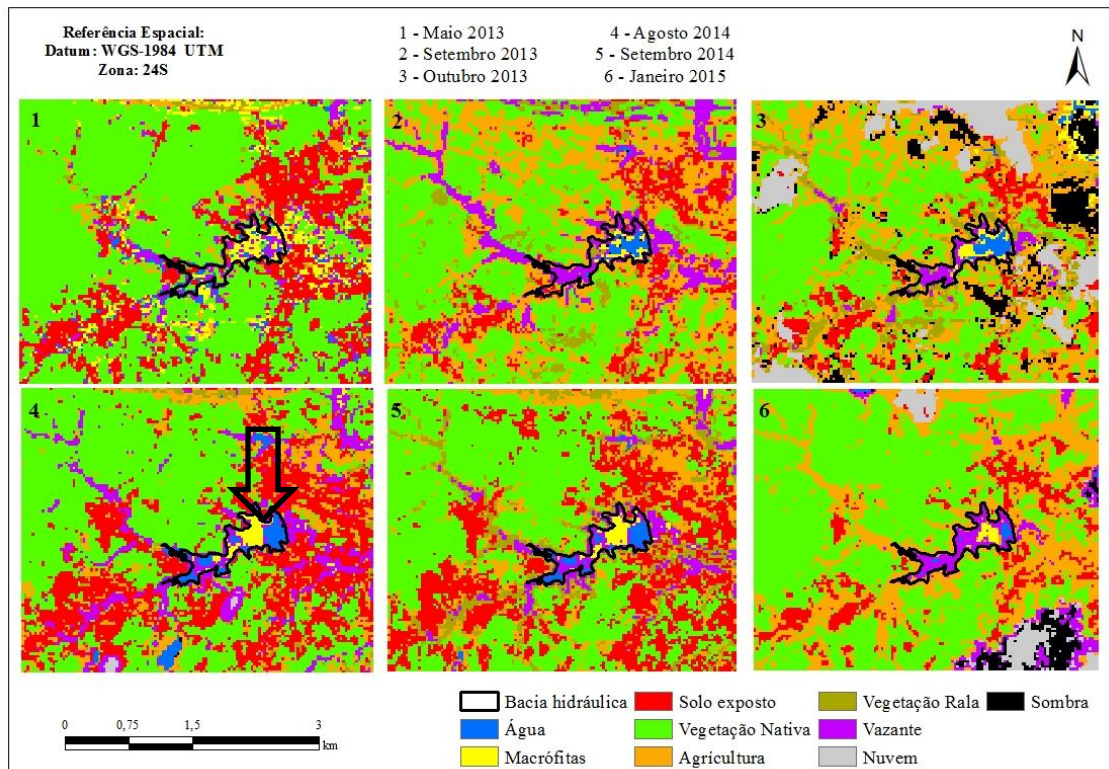 Referência Espacial:
Datum: WGS-1984 UTM
Zona: 24S
1 - Maio 2013
2 - Setembro 2013
3 - Outubro 2013
4 - Agosto 2014
5 - Setembro 2014
6 - Janeiro 2015
N
1
2
3
4
5
6
0 0,75 1,5 3
km
Bacia hidráulica
Água
Macrófitas
Solo exposto
Vegetação Nativa
Agrícultura
Vegetação Rala
Vazante
Nuvem
Sombra